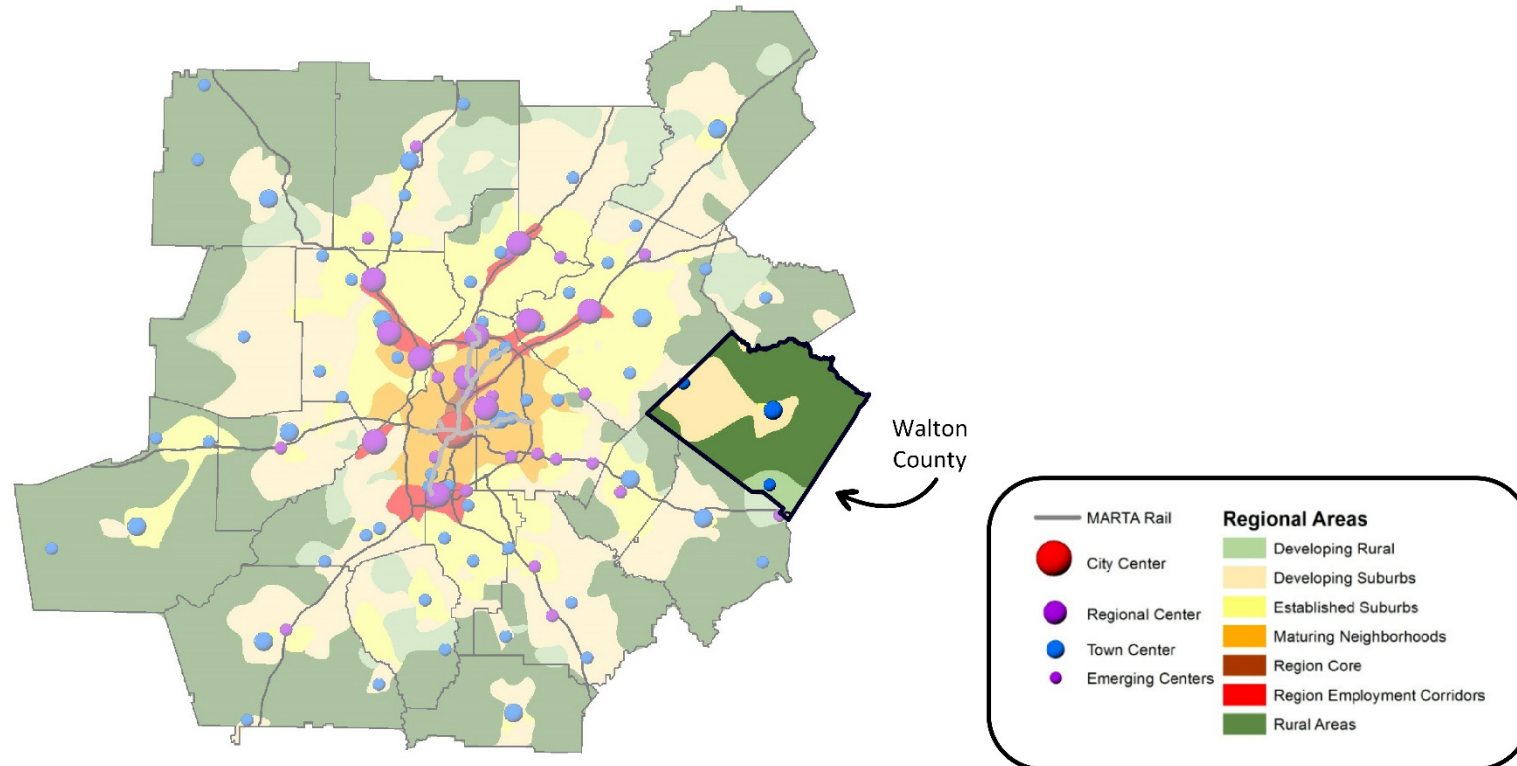 Walton
County
MARTA Rail
City Center
Regional Center
Town Center
Emerging Centers
Regional Areas
Developing Rural
Developing Suburbs
Established Suburbs
Maturing Neighborhoods
Region Core
Region Employment Corridors
Rural Areas